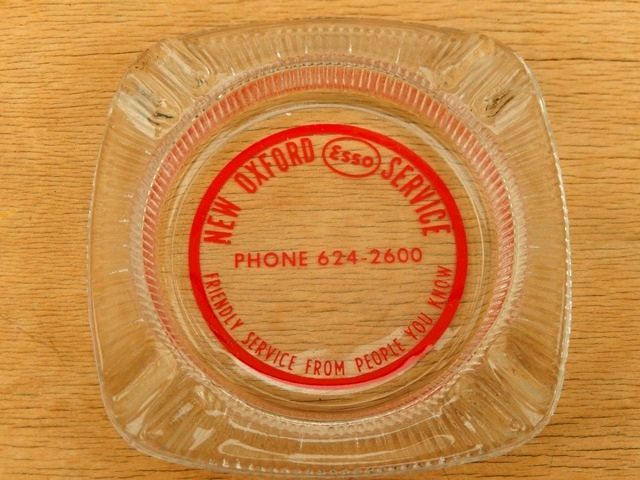 NEW OXFORD Esso SERVICE
PHONE 624-2600
FRIENDLY SERVICE FROM PEOPLE YOU KNOW